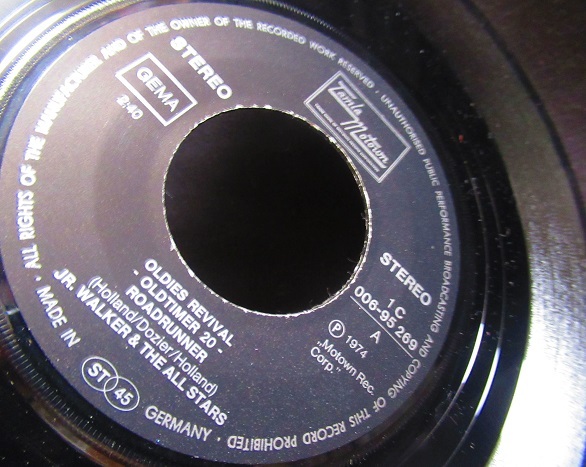 ALL RIGHTS OF THE MANUFACTURER AND OF THE OWNER OF THE RECORDED WORK RESERVED · UNAUTHORISED PUBLIC PERFORMANCE BROADCASTING AND COPYING OF THIS RECORD PROHIBITED ·
STEREO
GEMA
2:40
Tamla
Motown
STEREO
1 C
006-95 269
A
Ⓟ 1974
„Motown Rec.
Corp."
OLDIES REVIVAL
- OLDTIMER 20 -
ROADRUNNER
(Holland/Dozier/Holland)
JR. WALKER & THE ALL STARS
MADE IN
ST 45
GERMANY ·